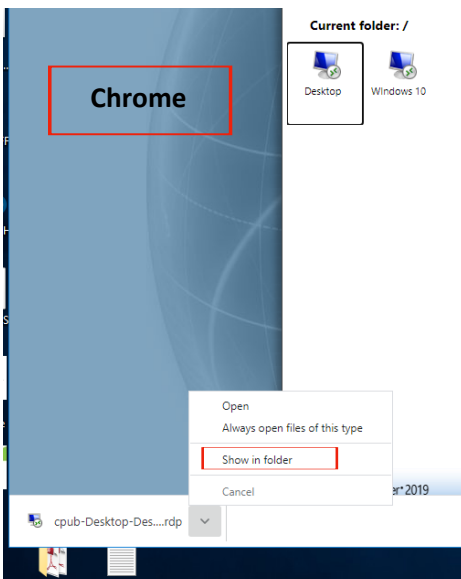 Current folder: /
Chrome
Desktop
Windows 10
Open
Always open files of this type
Show in folder
Cancel
2019
cpub-Desktop-Des....rdp